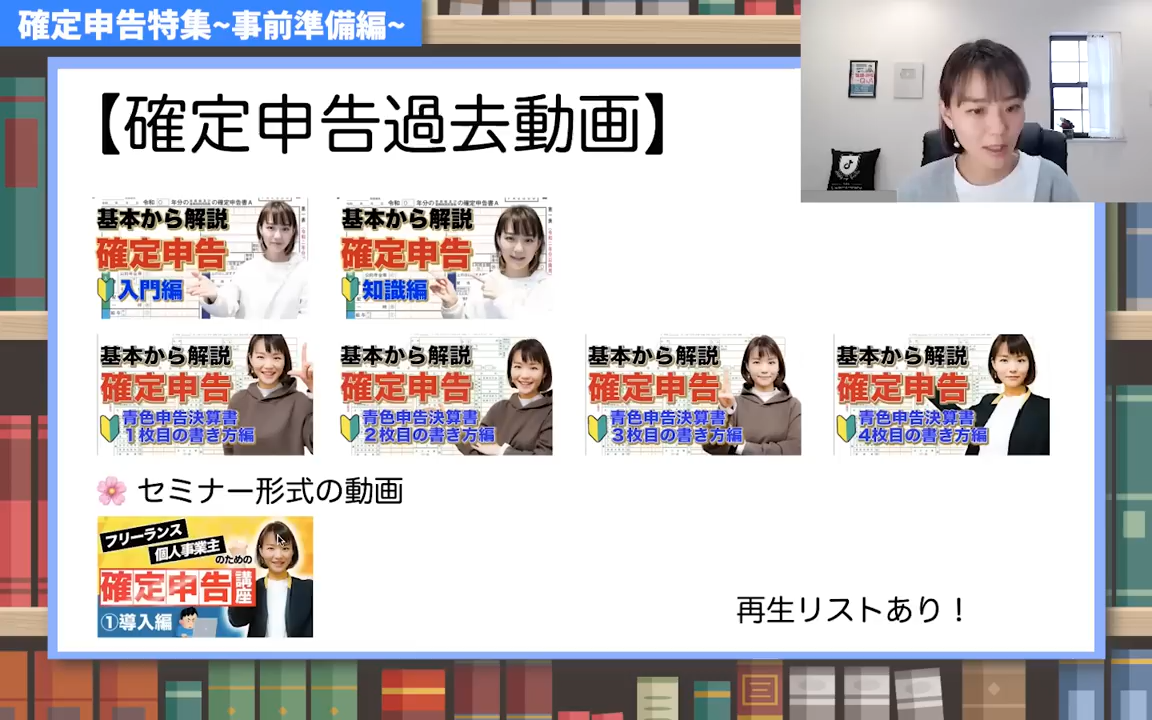 確定申告特集~事前準備編~
【確定申告過去動画】
基本から解説
確定申告
入門編
基本から解説
確定申告
知識編
基本から解説
確定申告
青色申告決算書
1枚目の書き方編
基本から解説
確定申告
青色申告決算書
2枚目の書き方編
基本から解説
確定申告
青色申告決算書
3枚目の書き方編
基本から解説
確定申告
青色申告決算書
4枚目の書き方編
🌸 セミナー形式の動画
フリーランス
個人事業主
のための
確定申告講座
①導入編
再生リストあり！